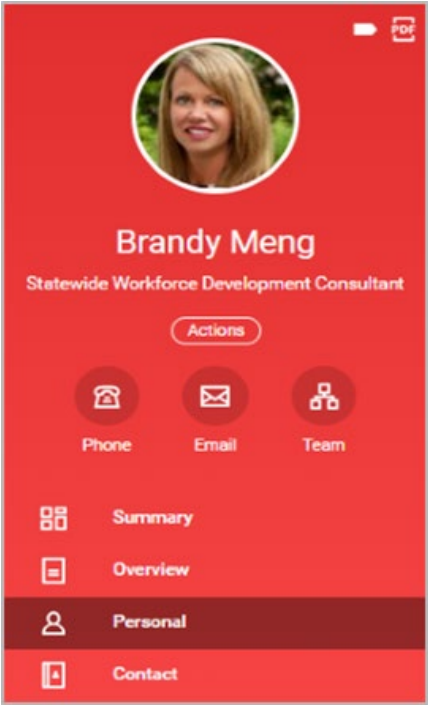 PDF
Brandy Meng
Statewide Workforce Development Consultant
Actions
Phone Email Team
Summary
Overview
Personal
Contact